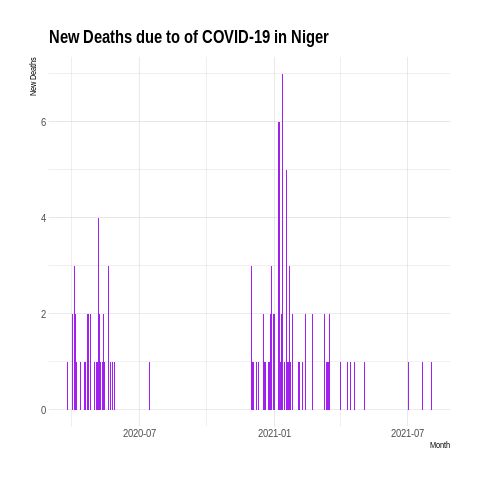 New Deaths due to of COVID-19 in Niger
New Deaths
6
4
2
0
2020-07
2021-01
2021-07
Month